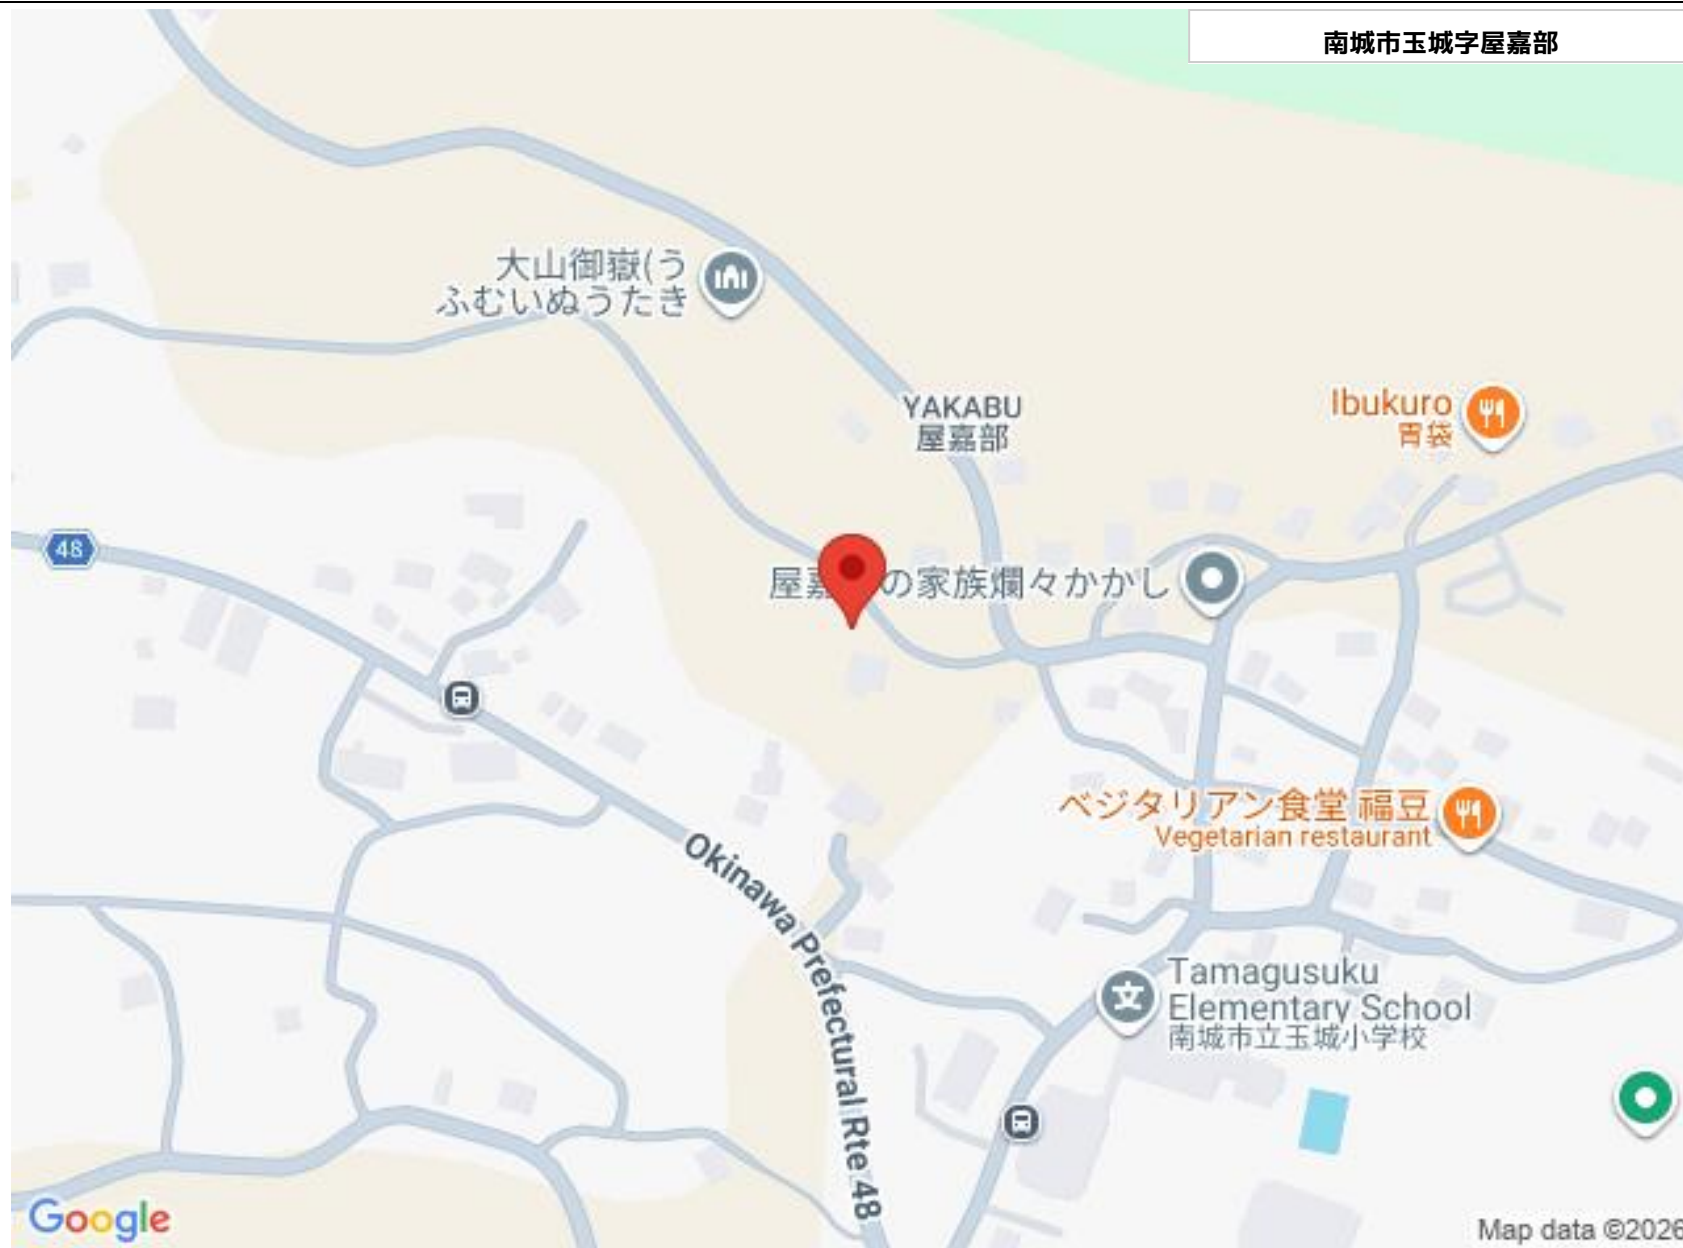 南城市玉城字屋嘉部
大山御嶽(う
ふむいぬうたき
YAKABU
屋嘉部
Ibukuro
胃袋
48
屋嘉 の家族爛々かかし
ベジタリアン食堂 福豆
Vegetarian restaurant
Okinawa Prefectural Rte 48
文
Tamagusuku
Elementary School
南城市立玉城小学校
Google
Map data ©2026